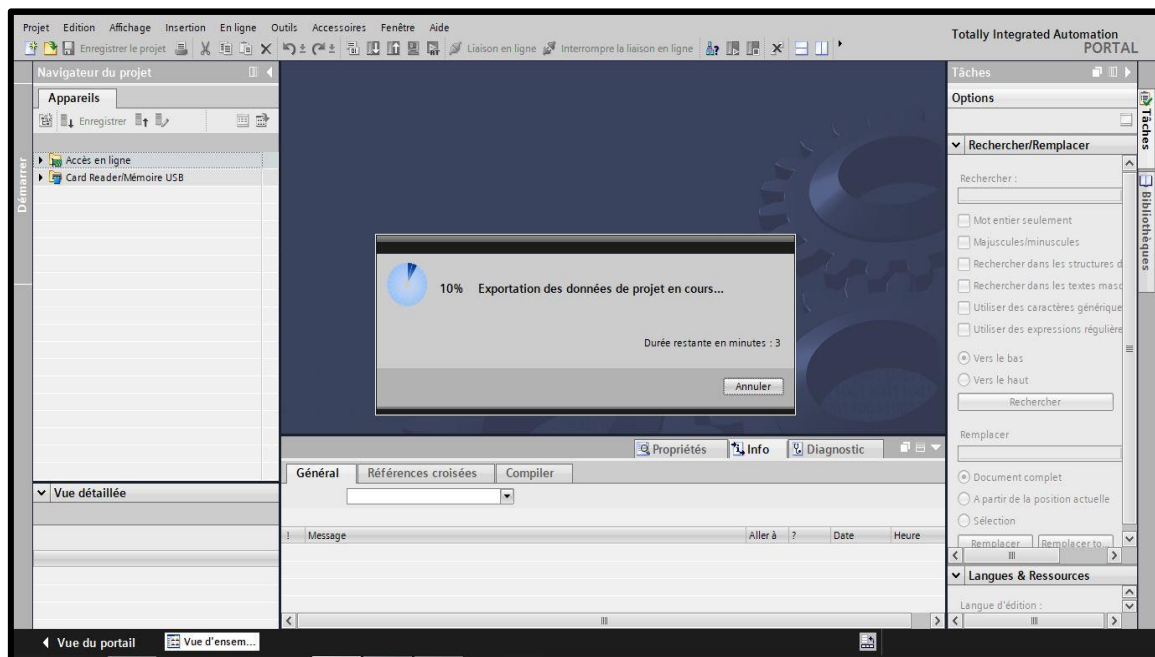 Projet Edition Affichage Insertion En ligne Outils Accessoires Fenêtre Aide
Totally Integrated Automation
PORTAL
Enregistrer le projet Liaison en ligne Interrompre la liaison en ligne
Navigateur du projet
Tâches
Appareils
Options
Enregistrer
Rechercher/Remplacer
Démarrer
Accès en ligne
Card Reader/Mémoire USB
Tâches
Bibliothèques
Rechercher :
Mot entier seulement
Majuscules/minuscules
Rechercher dans les structures d
Rechercher dans les textes masc
Utiliser des caractères générique
Utiliser des expressions régulière
Vers le bas
Vers le haut
Rechercher
10% Exportation des données de projet en cours...
Durée restante en minutes : 3
Annuler
Remplacer
Document complet
A partir de la position actuelle
Sélection
Remplacer Remplacer to...
Propriétés Info Diagnostic
Général Références croisées Compiler
Vue détaillée
! Message Aller à ? Date Heure
Langues & Ressources
Langue d'édition :
Vue du portail Vue d'ensem...